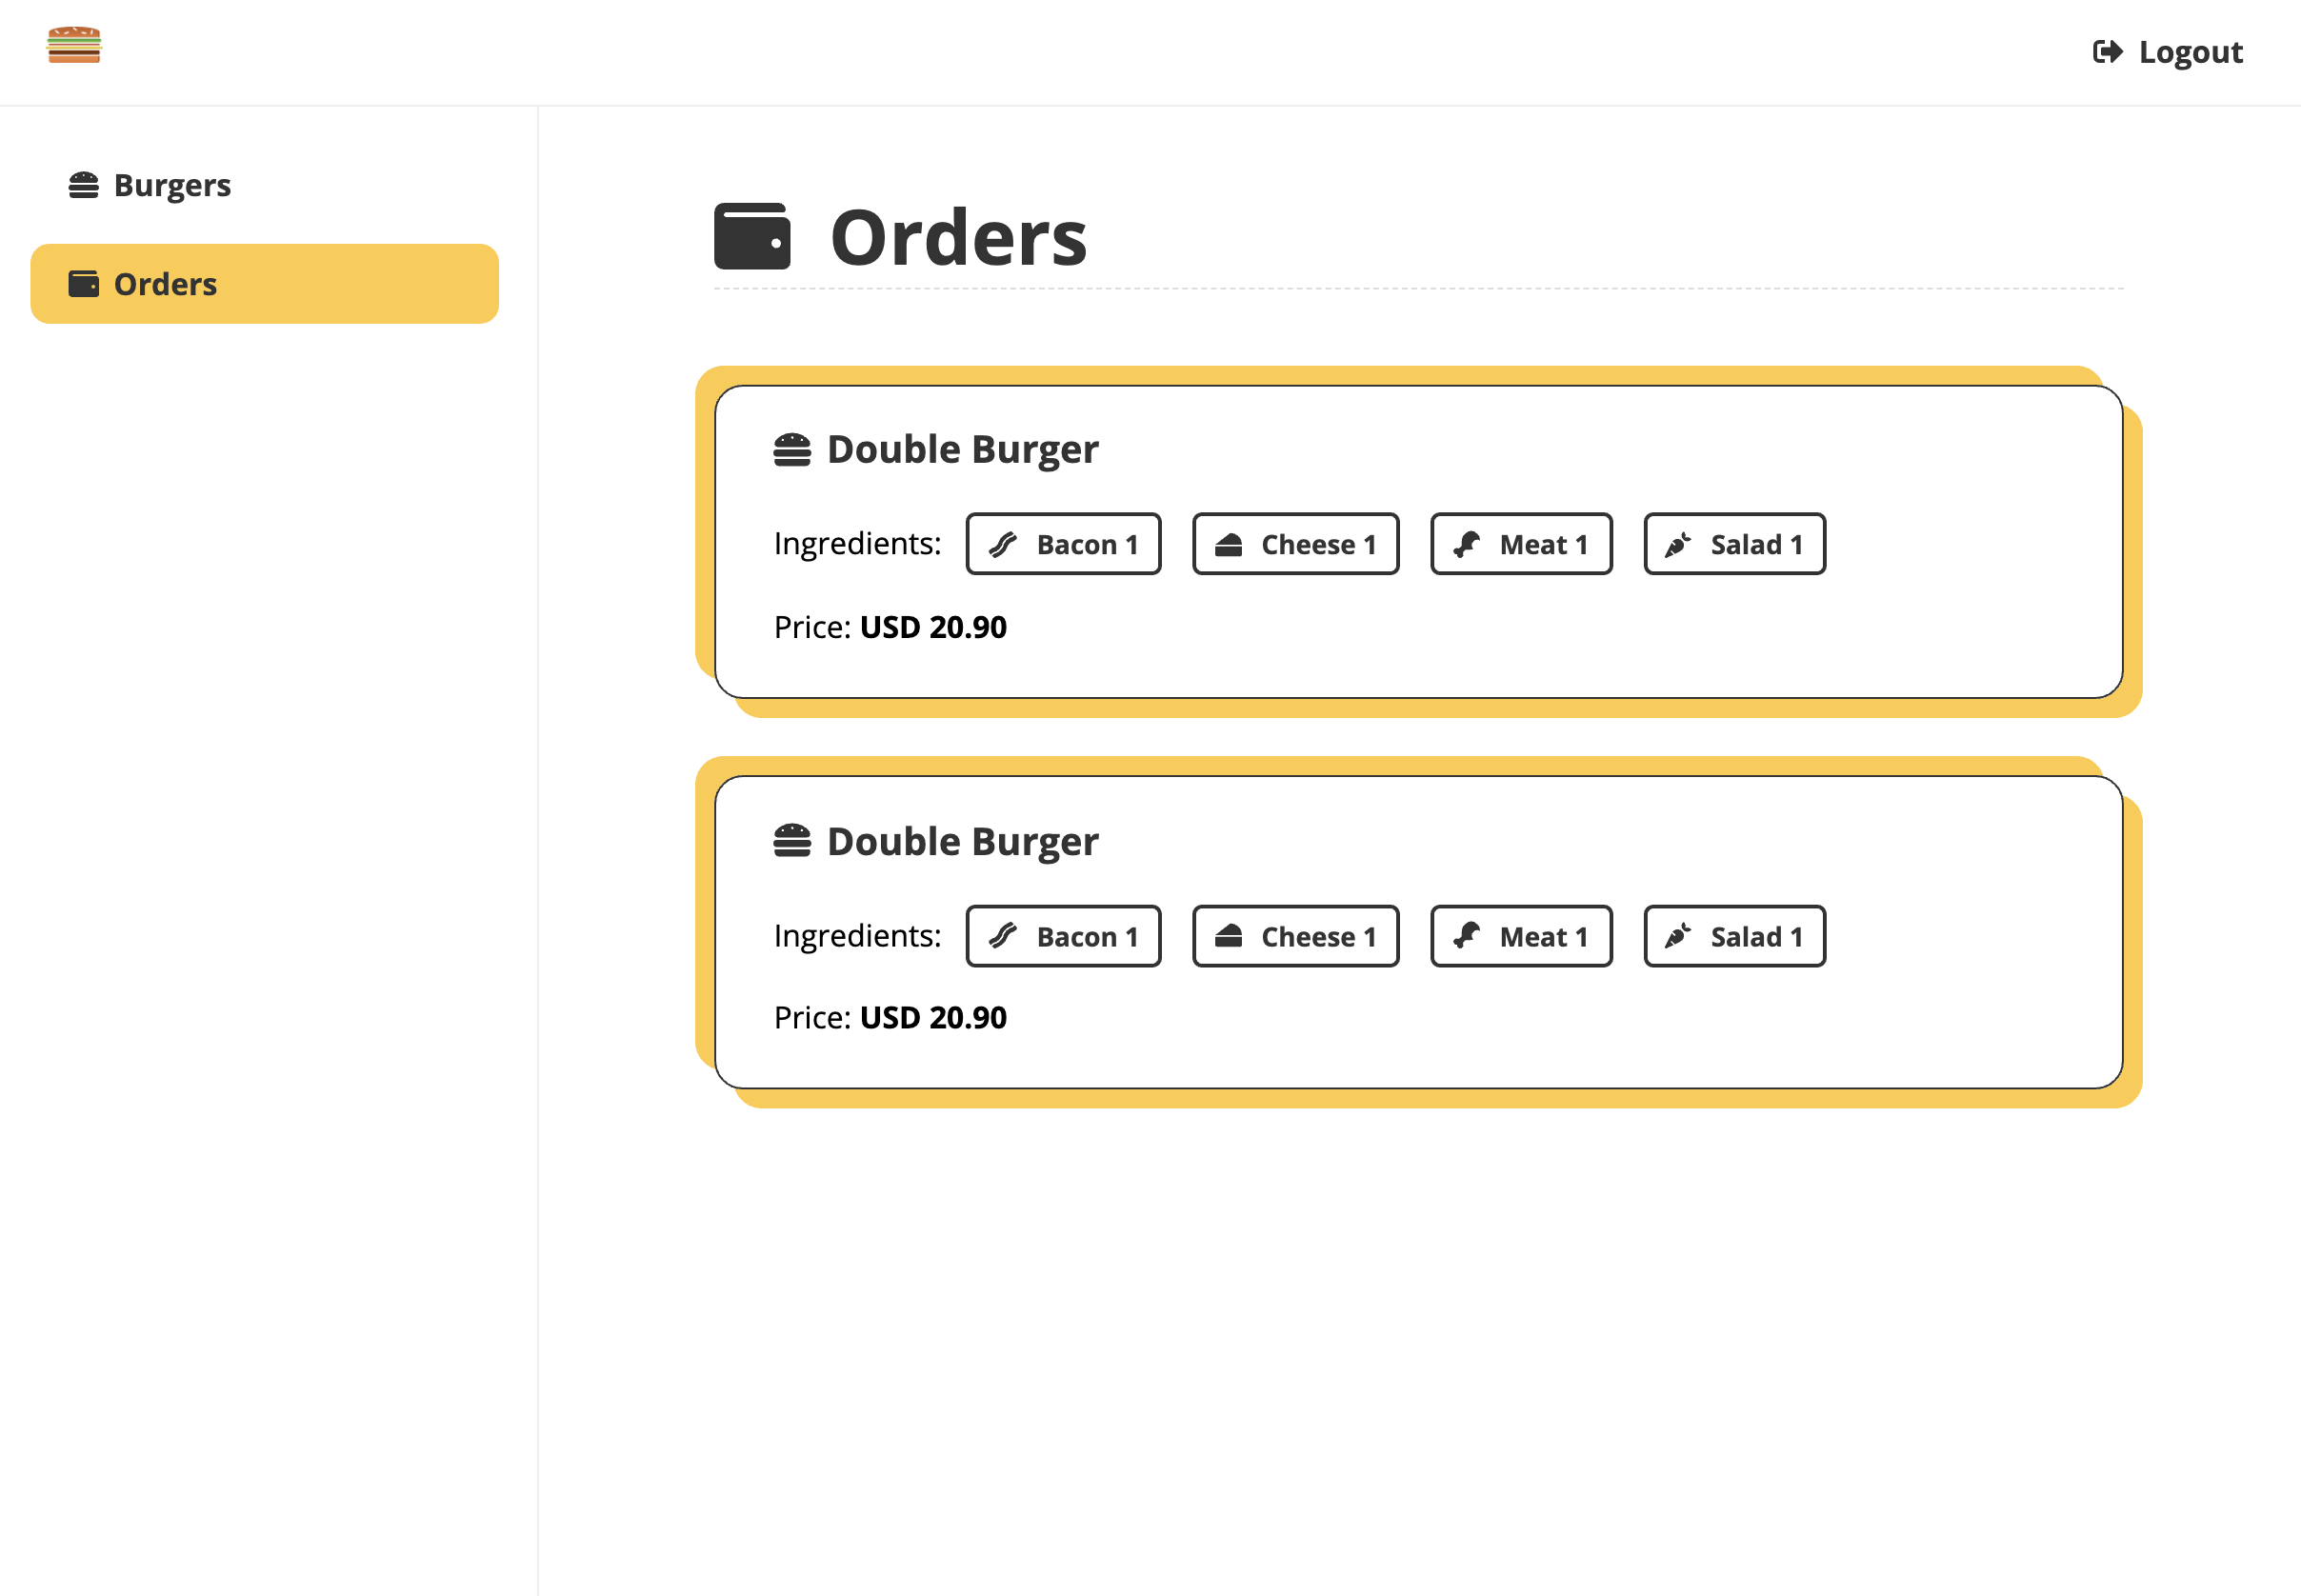 Logout
Burgers
Orders
Orders
Double Burger
Ingredients: Bacon 1 Cheese 1 Meat 1 Salad 1
Price: USD 20.90
Double Burger
Ingredients: Bacon 1 Cheese 1 Meat 1 Salad 1
Price: USD 20.90